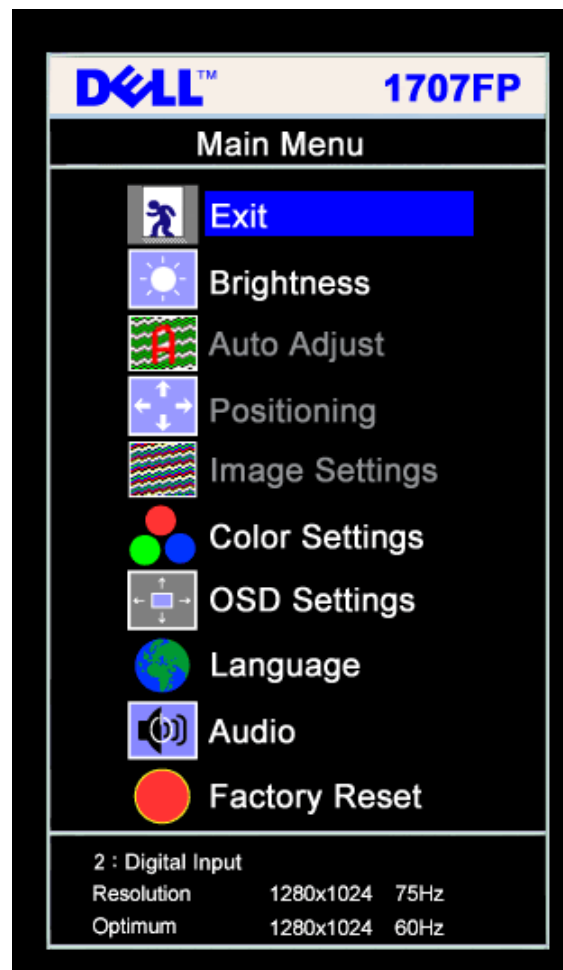 DELL™ 1707FP
Main Menu
Exit
Brightness
Auto Adjust
Positioning
Image Settings
Color Settings
OSD Settings
Language
Audio
Factory Reset
2 : Digital Input
Resolution 1280x1024 75Hz
Optimum 1280x1024 60Hz